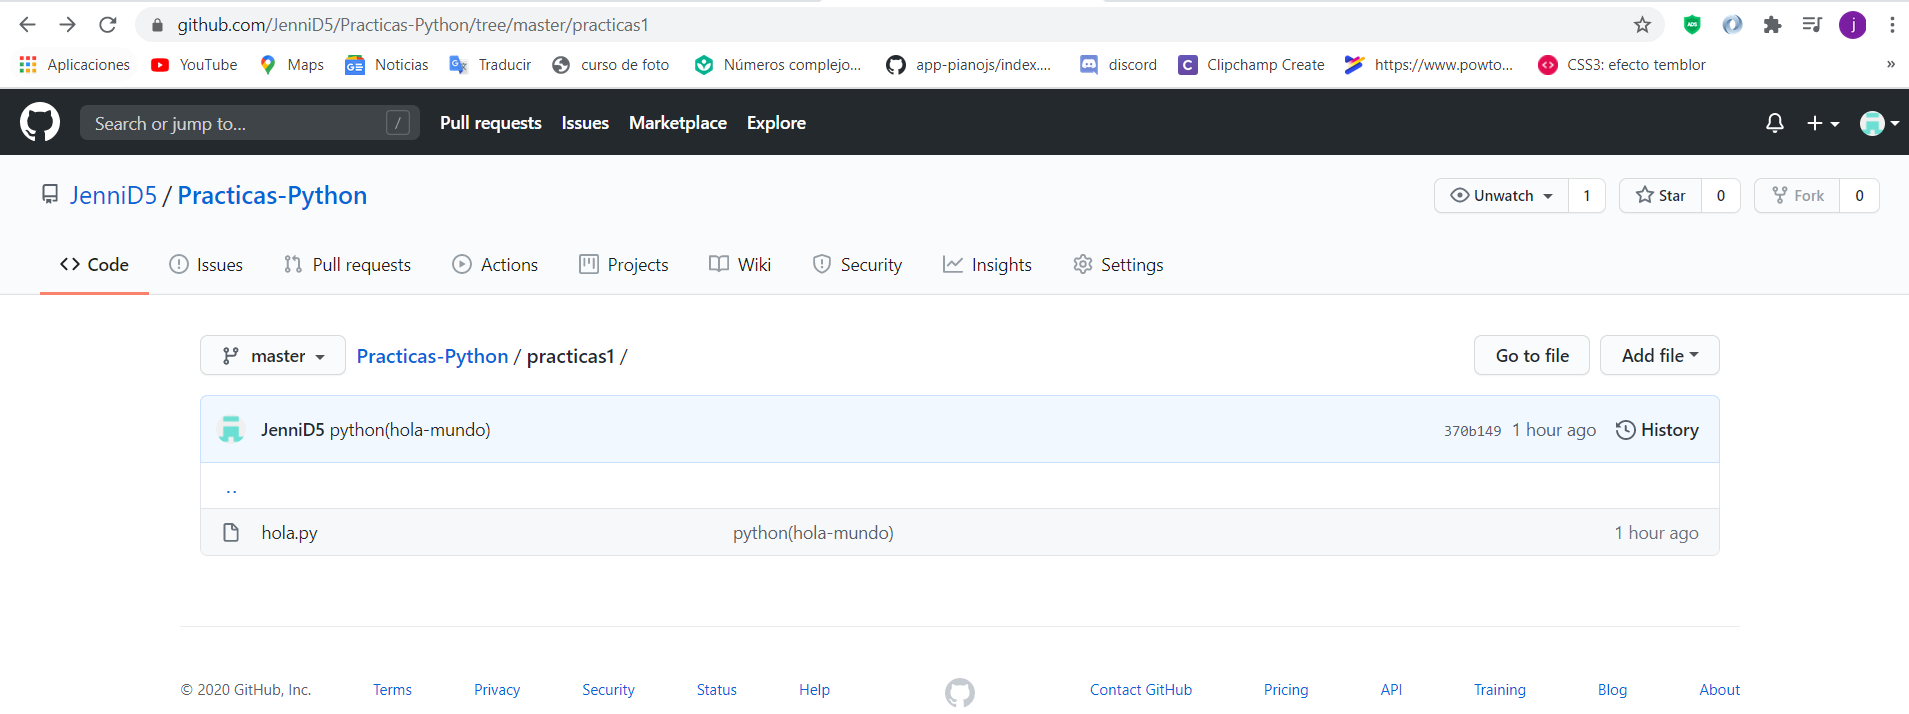 github.com/JenniD5/Practicas-Python/tree/master/practicas1
ADS
j
Aplicaciones YouTube Maps Noticias Traducir curso de foto Números complejo... app-pianojs/index.... discord Clipchamp Create https://www.powto... CSS3: efecto temblor »
Search or jump to... / Pull requests Issues Marketplace Explore
JenniD5 / Practicas-Python Unwatch 1 Star 0 Fork 0
Code Issues Pull requests Actions Projects Wiki Security Insights Settings
master Practicas-Python / practicas1 / Go to file Add file
JenniD5 python(hola-mundo) 370b149 1 hour ago History
..
hola.py python(hola-mundo) 1 hour ago
© 2020 GitHub, Inc. Terms Privacy Security Status Help Contact GitHub Pricing API Training Blog About